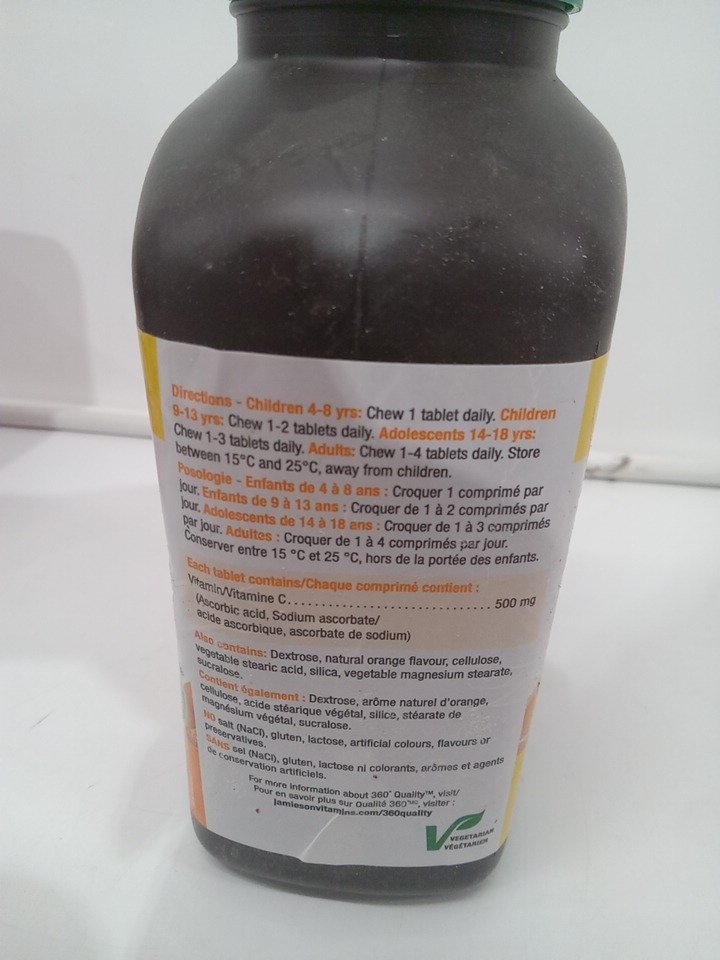 Directions - Children 4-8 yrs: Chew 1 tablet daily. Children
9-13 yrs: Chew 1-2 tablets daily. Adolescents 14-18 yrs:
Chew 1-3 tablets daily. Adults: Chew 1-4 tablets daily. Store
between 15°C and 25°C, away from children.
Posologie - Enfants de 4 à 8 ans : Croquer 1 comprimé par
jour. Enfants de 9 à 13 ans : Croquer de 1 à 2 comprimés par
jour. Adolescents de 14 à 18 ans : Croquer de 1 à 3 comprimés
par jour. Adultes : Croquer de 1 à 4 comprimés par jour.
Conserver entre 15 °C et 25 °C, hors de la portée des enfants.
Each tablet contains/Chaque comprimé contient :
Vitamin/Vitamine C.................................. 500 mg
(Ascorbic acid, Sodium ascorbate/
acide ascorbique, ascorbate de sodium)
Also contains: Dextrose, natural orange flavour, cellulose,
vegetable stearic acid, silica, vegetable magnesium stearate,
sucralose.
Contient également : Dextrose, arôme naturel d'orange,
cellulose, acide stéarique végétal, silice, stéarate de
magnésium végétal, sucralose.
NO salt (NaCl), gluten, lactose, artificial colours, flavours or
preservatives.
SANS sel (NaCl), gluten, lactose ni colorants, arômes et agents
de conservation artificiels.
For more information about 360° Quality™, visit/
Pour en savoir plus sur Qualité 360°ᴹᶜ, visiter :
jamiesonvitamins.com/360quality
VEGETARIAN
VÉGÉTARIEN